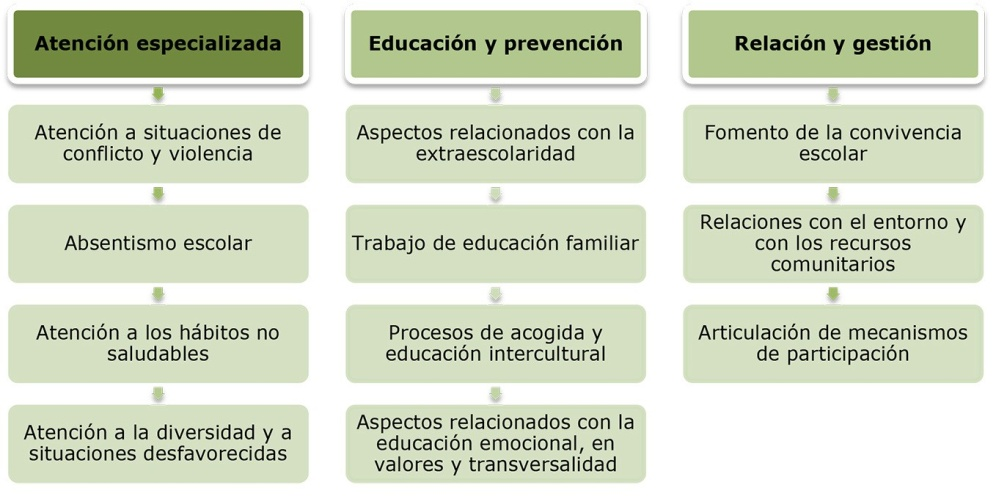 Atención especializada
Atención a situaciones de
conflicto y violencia
Absentismo escolar
Atención a los hábitos no
saludables
Atención a la diversidad y a
situaciones desfavorecidas
Educación y prevención
Aspectos relacionados con la
extraescolaridad
Trabajo de educación familiar
Procesos de acogida y
educación intercultural
Aspectos relacionados con la
educación emocional, en
valores y transversalidad
Relación y gestión
Fomento de la convivencia
escolar
Relaciones con el entorno y
con los recursos
comunitarios
Articulación de mecanismos
de participación